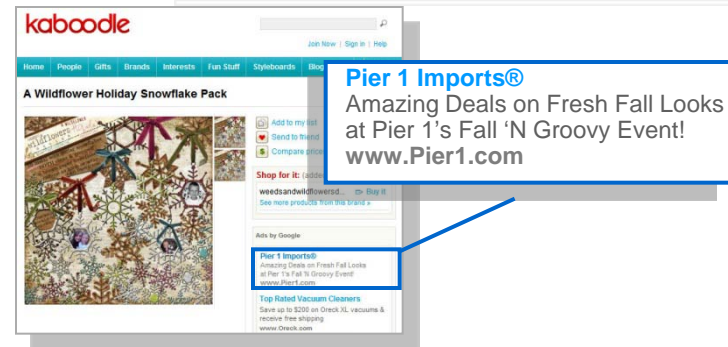 kaboodle
Join Now | Sign in | Help
Home People Gifts Brands Interests Fun Stuff Styleboards Blog
A Wildflower Holiday Snowflake Pack
Add to my list
Send to friend
Compare prices
Shop for it: (added
weedsandwildflowersd... Buy it
See more products from this brand »
Ads by Google
Pier 1 Imports®
Amazing Deals on Fresh Fall Looks
at Pier 1's Fall 'N Groovy Event!
www.Pier1.com
Top Rated Vacuum Cleaners
Save up to $200 on Oreck XL vacuums &
receive free shipping
www.Oreck.com
Pier 1 Imports®
Amazing Deals on Fresh Fall Looks
at Pier 1's Fall 'N Groovy Event!
www.Pier1.com